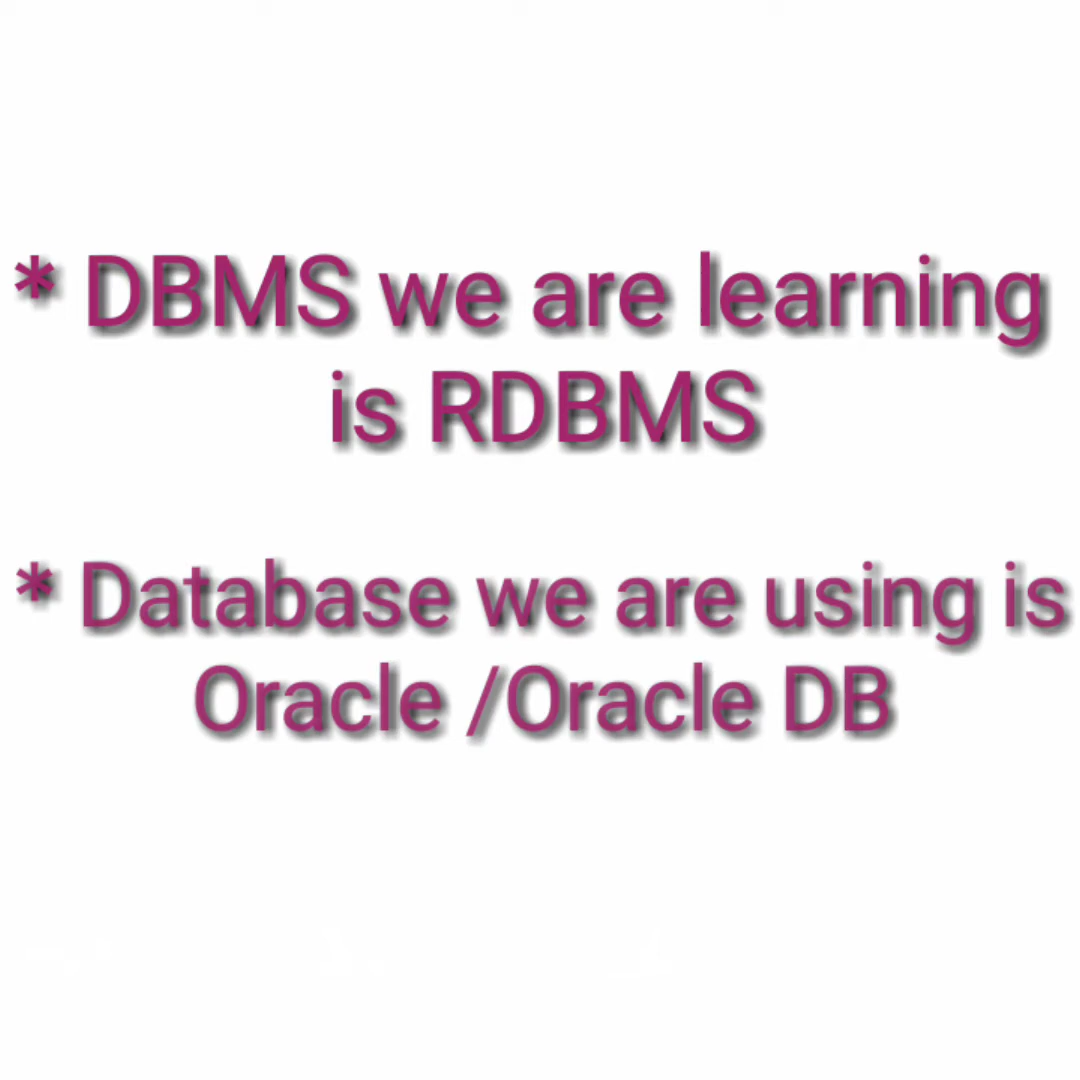 * DBMS we are learning
is RDBMS
* Database we are using is
Oracle /Oracle DB